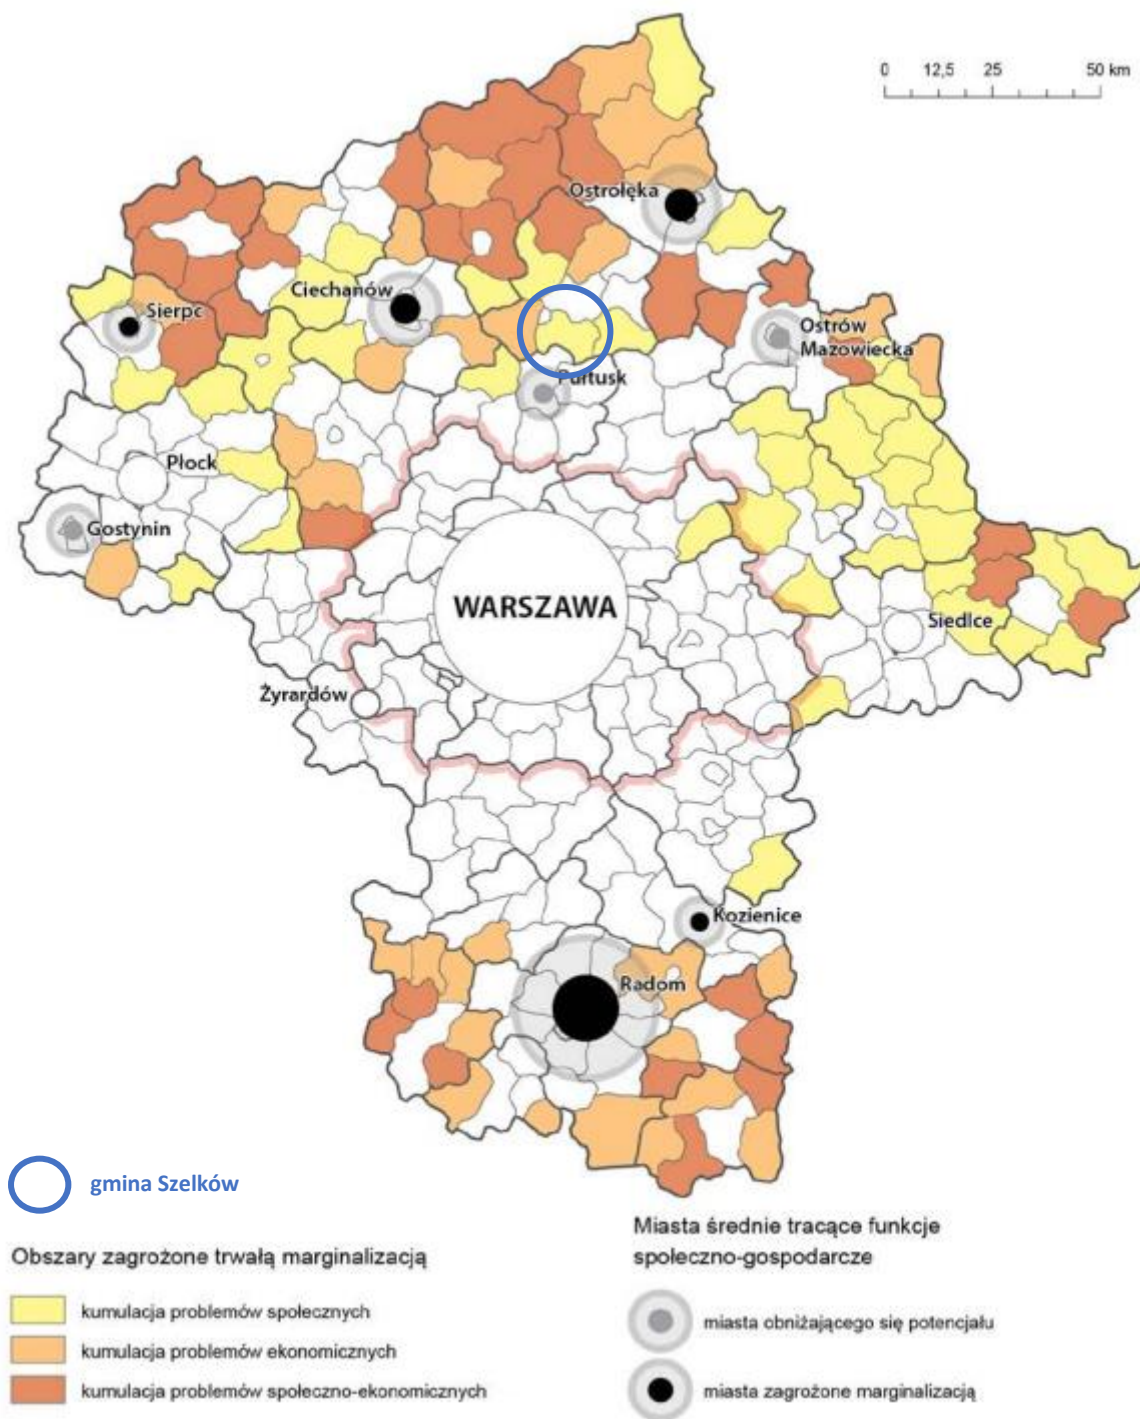 0 12,5 25 50 km
Ostrołęka
Ciechanów
Sierpc
Ostrów
Mazowiecka
Pułtusk
Płock
Gostynin
WARSZAWA
Siedlce
Żyrardów
Kozienice
Radom
gmina Szelków
Obszary zagrożone trwałą marginalizacją
kumulacja problemów społecznych
kumulacja problemów ekonomicznych
kumulacja problemów społeczno-ekonomicznych
Miasta średnie tracące funkcje
społeczno-gospodarcze
miasta obniżającego się potencjału
miasta zagrożone marginalizacją